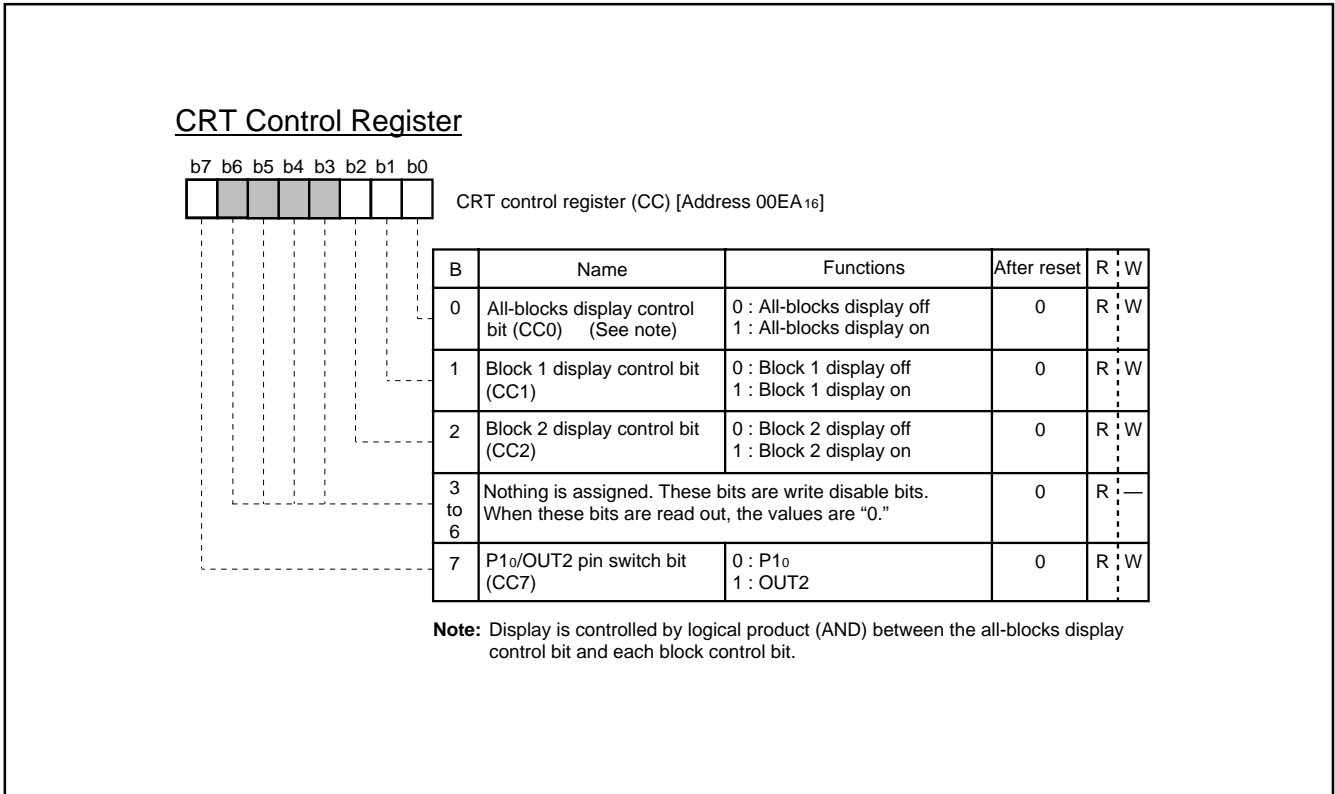 CRT Control Register
b7 b6 b5 b4 b3 b2 b1 b0
CRT control register (CC) [Address 00EA16]
B Name Functions After reset R W
0 All-blocks display control bit (CC0) (See note) 0 : All-blocks display off 1 : All-blocks display on 0 R W
1 Block 1 display control bit (CC1) 0 : Block 1 display off 1 : Block 1 display on 0 R W
2 Block 2 display control bit (CC2) 0 : Block 2 display off 1 : Block 2 display on 0 R W
3 to 6 Nothing is assigned. These bits are write disable bits. When these bits are read out, the values are “0.” 0 R —
7 P10/OUT2 pin switch bit (CC7) 0 : P10 1 : OUT2 0 R W
Note: Display is controlled by logical product (AND) between the all-blocks display
control bit and each block control bit.